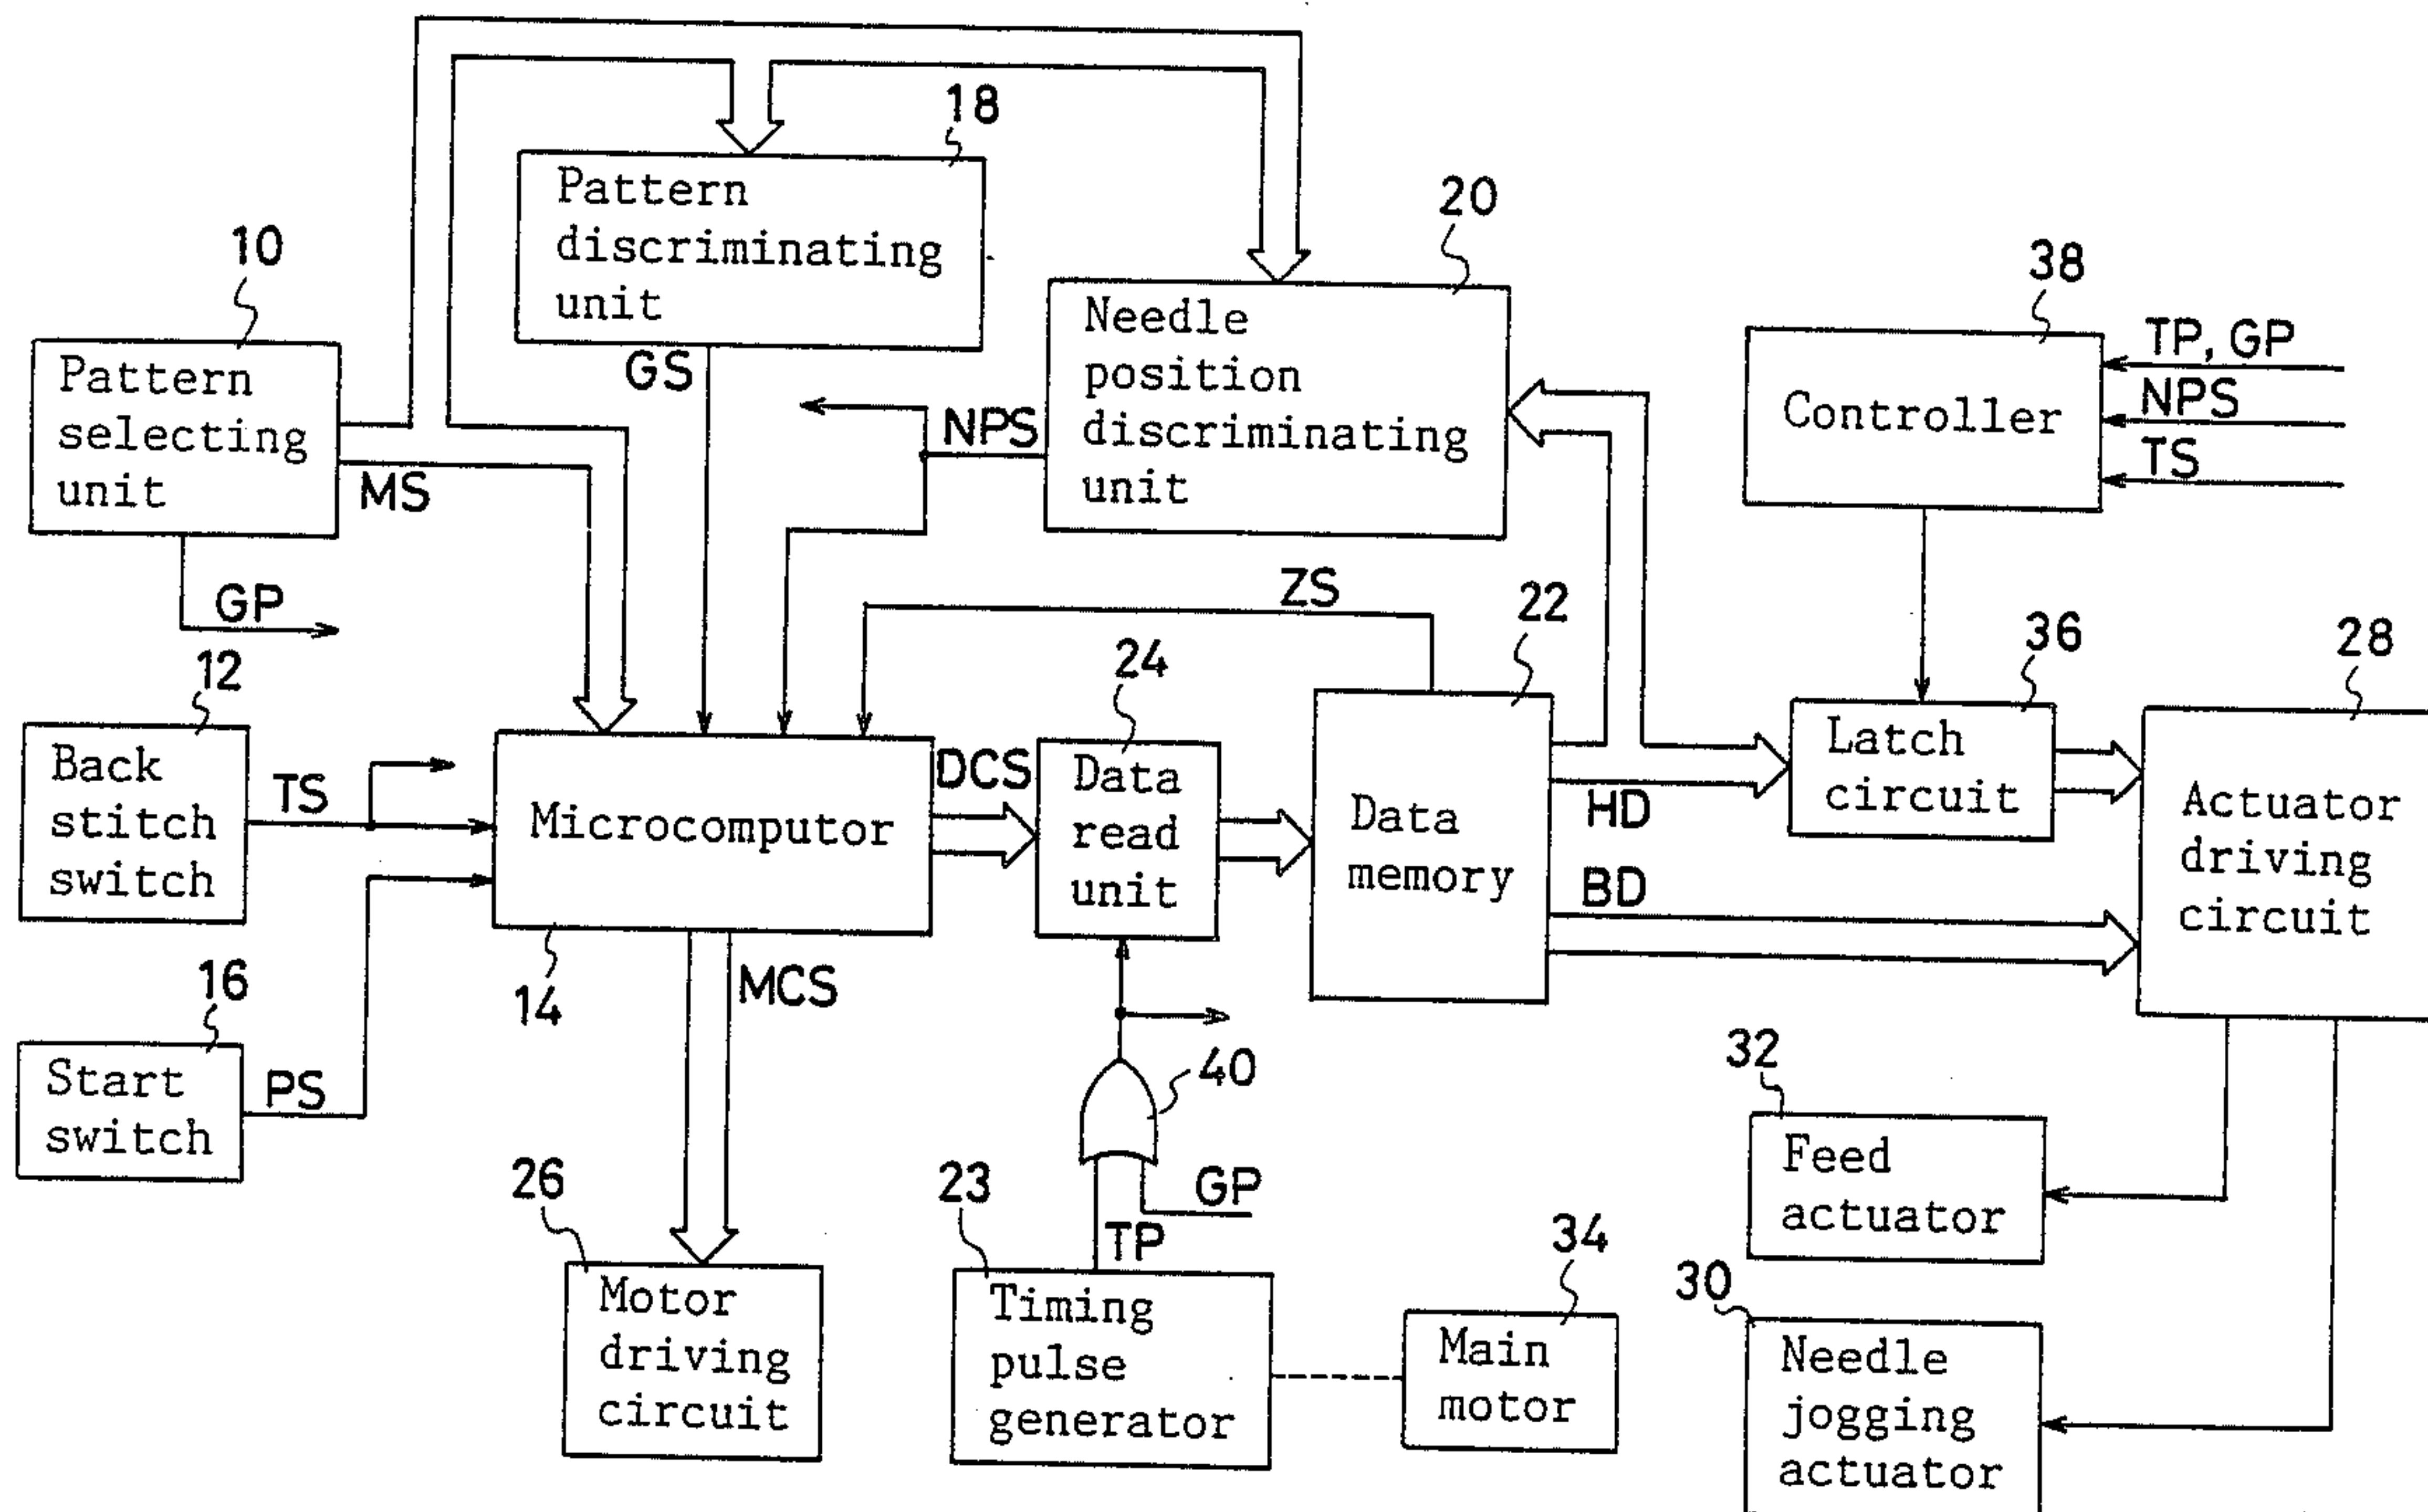 18
Pattern
discriminating
unit
10
Pattern
selecting
unit
MS
GP
GS
20
Needle
position
discriminating
unit
NPS
38
Controller
TP, GP
NPS
TS
ZS
12
Back
stitch
switch
TS
Microcomputor
14
DCS
24
Data
read
unit
22
Data
memory
HD
BD
36
Latch
circuit
28
Actuator
driving
circuit
16
Start
switch
PS
MCS
40
GP
TP
26
Motor
driving
circuit
23
Timing
pulse
generator
34
Main
motor
32
Feed
actuator
30
Needle
jogging
actuator